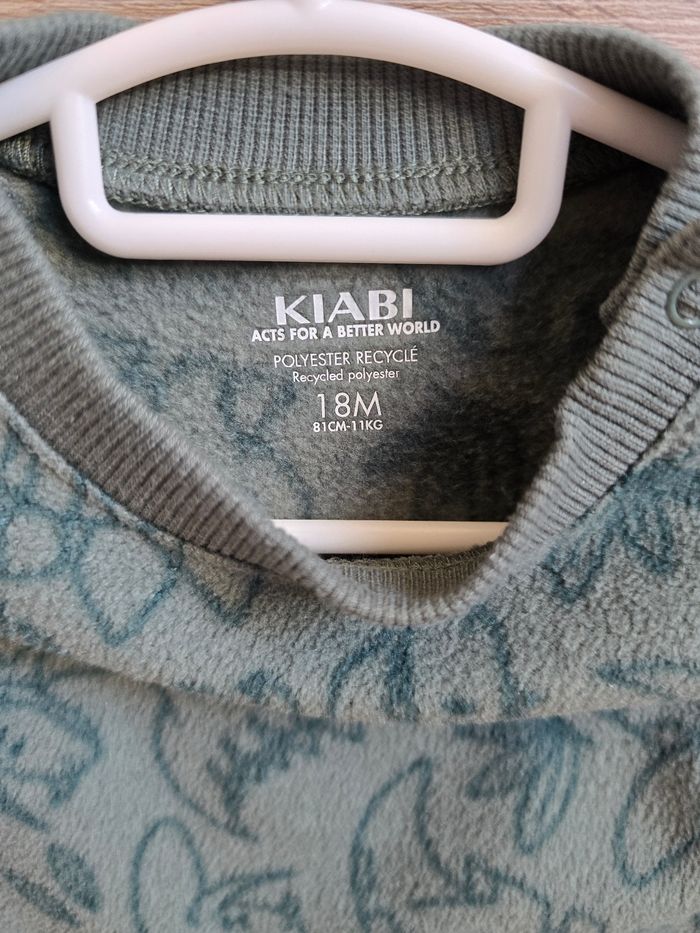 KIABI
ACTS FOR A BETTER WORLD
POLYESTER RECYCLÉ
Recycled polyester
18M
81CM-11KG